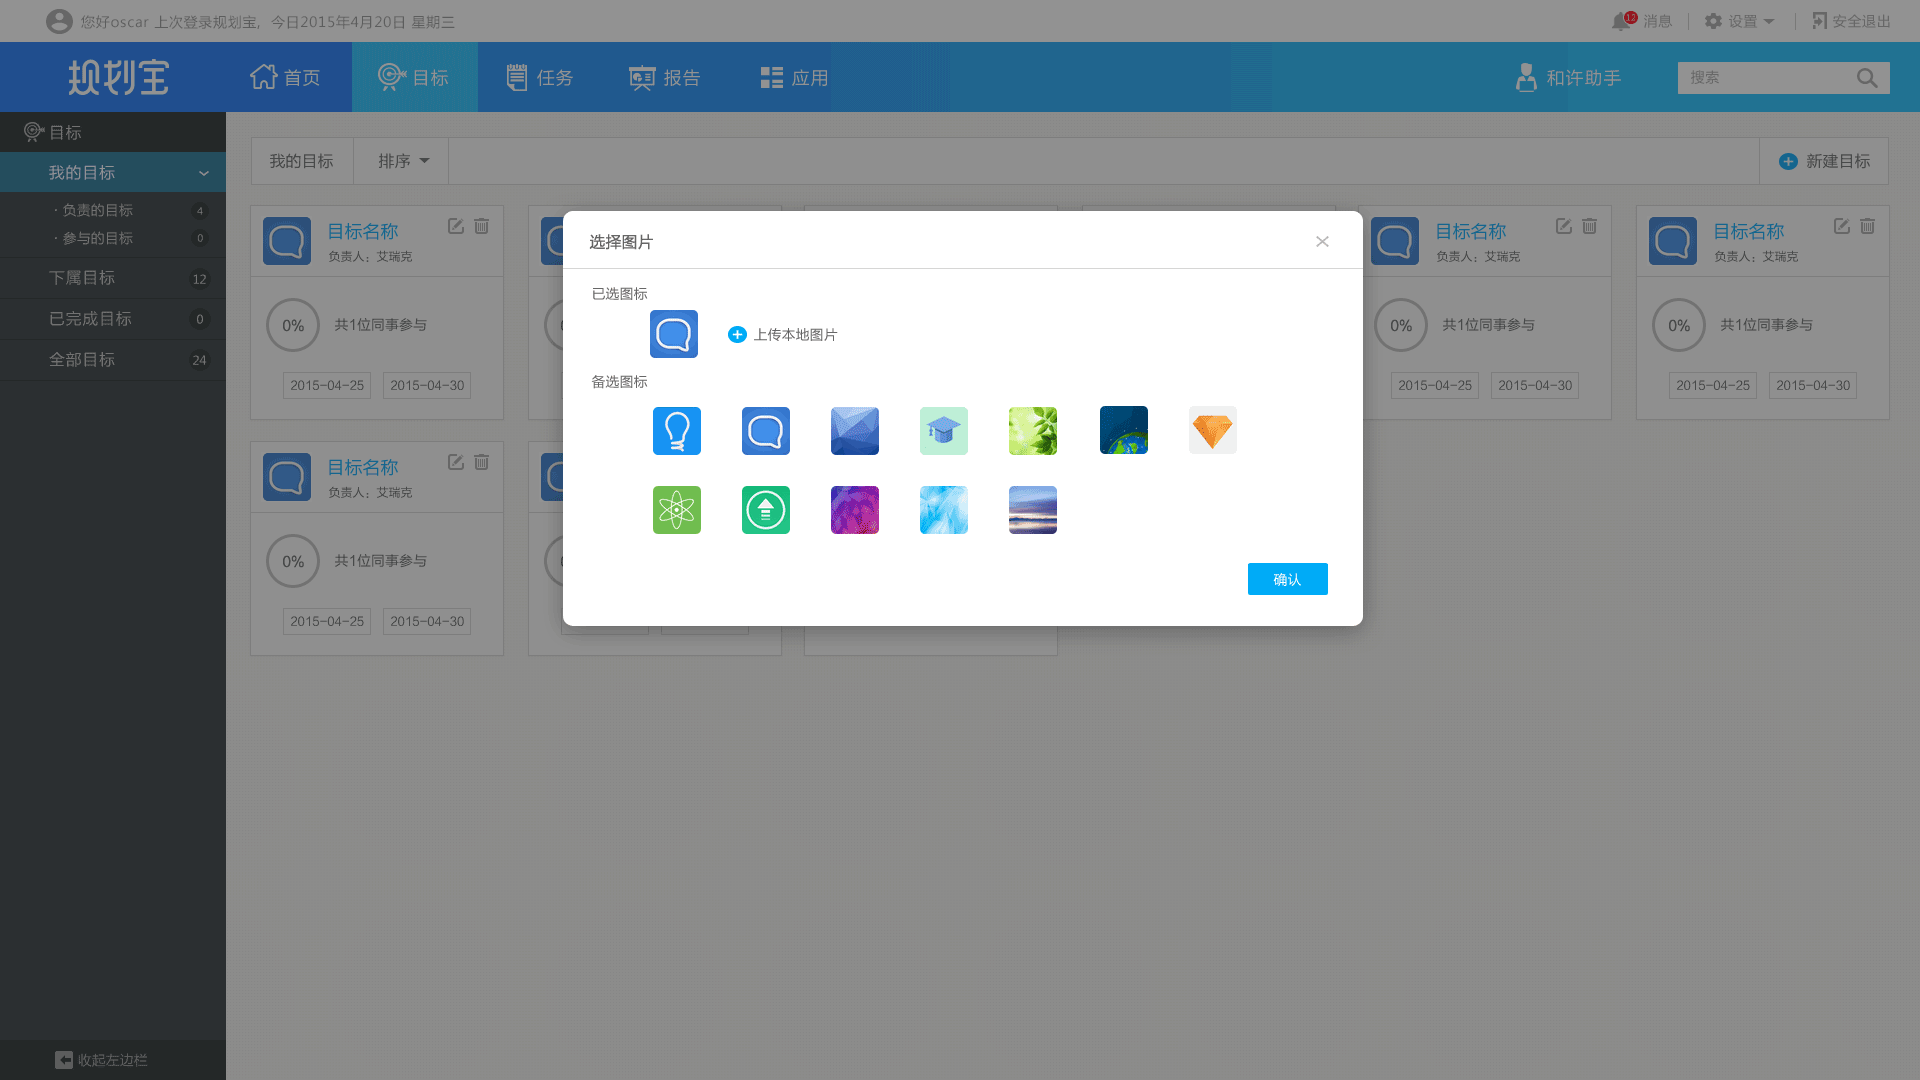 您好oscar 上次登录规划宝，今日2015年4月20日 星期三
12 消息
设置
安全退出
规划宝
首页
目标
任务
报告
应用
和许助手
搜索
目标
我的目标
· 负责的目标 4
· 参与的目标 0
下属目标 12
已完成目标 0
全部目标 24
收起左边栏
我的目标
排序
新建目标
目标名称
负责人：艾瑞克
0%
共1位同事参与
2015-04-25
2015-04-30
目标名称
负责人：艾瑞克
0%
共1位同事参与
2015-04-25
2015-04-30
目标名称
负责人：艾瑞克
0%
共1位同事参与
2015-04-25
2015-04-30
目标名称
负责人：艾瑞克
0%
共1位同事参与
2015-04-25
2015-04-30
选择图片
已选图标
上传本地图片
备选图标
确认